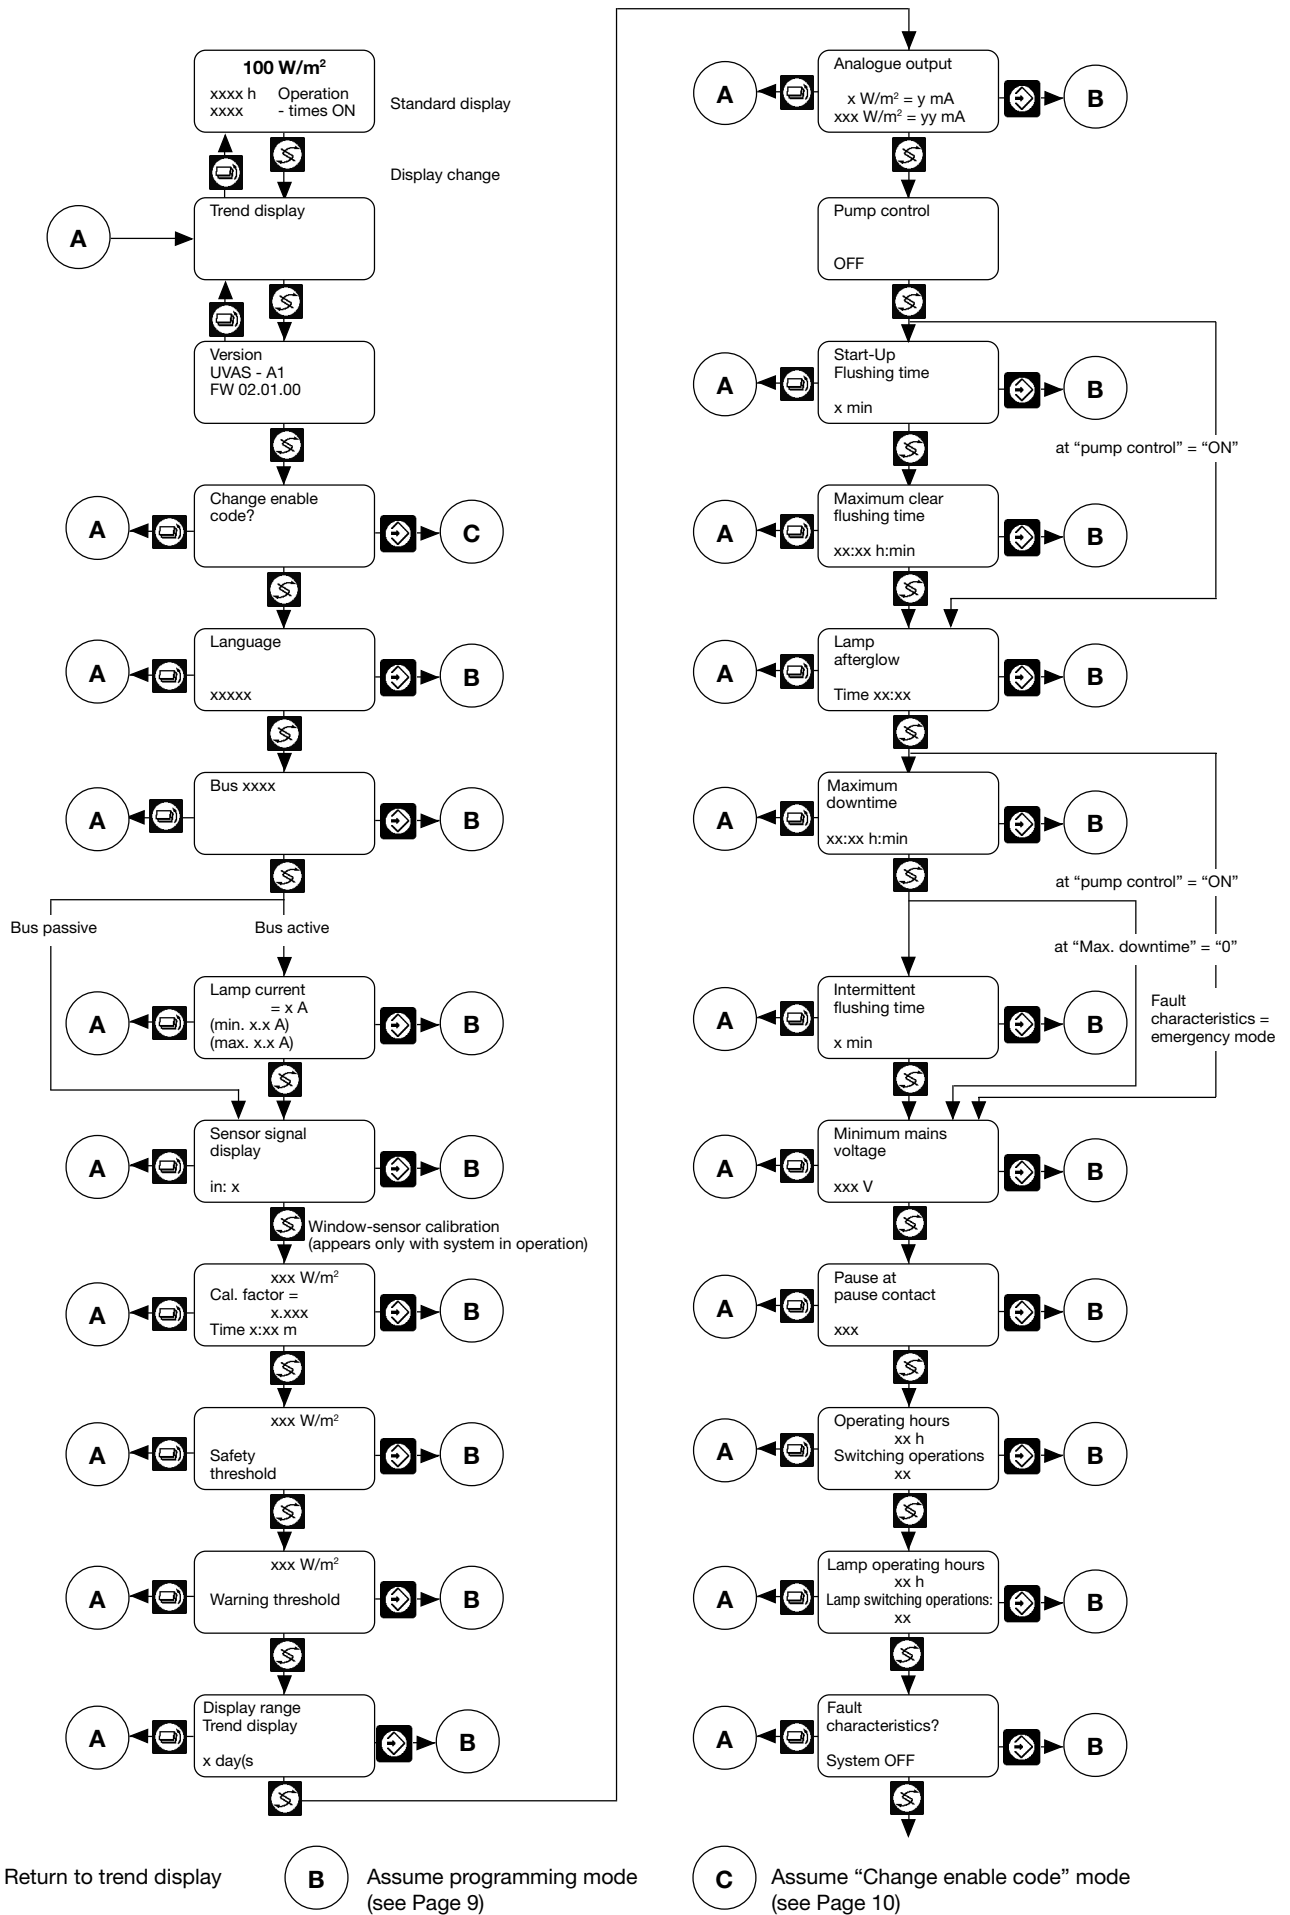 100 W/m²
xxxx h Operation
xxxx - times ON
Standard display
Display change
A
Trend display
Version
UVAS - A1
FW 02.01.00
A
Change enable
code?
C
A
Language
xxxxx
B
A
Bus xxxx
B
Bus passive
Bus active
A
Lamp current
= x A
(min. x.x A)
(max. x.x A)
B
A
Sensor signal
display
in: x
B
Window-sensor calibration
(appears only with system in operation)
A
xxx W/m²
Cal. factor =
x.xxx
Time x:xx m
B
A
xxx W/m²
Safety
threshold
B
A
xxx W/m²
Warning threshold
B
A
Display range
Trend display
x day(s
B
A
Analogue output
x W/m² = y mA
xxx W/m² = yy mA
B
Pump control
OFF
A
Start-Up
Flushing time
x min
B
at “pump control” = “ON”
A
Maximum clear
flushing time
xx:xx h:min
B
A
Lamp
afterglow
Time xx:xx
B
A
Maximum
downtime
xx:xx h:min
B
at “pump control” = “ON”
at “Max. downtime” = “0”
A
Intermittent
flushing time
x min
B
Fault
characteristics =
emergency mode
A
Minimum mains
voltage
xxx V
B
A
Pause at
pause contact
xxx
B
A
Operating hours
xx h
Switching operations
xx
B
A
Lamp operating hours
xx h
Lamp switching operations:
xx
B
A
Fault
characteristics?
System OFF
B
Return to trend display
B
Assume programming mode
(see Page 9)
C
Assume “Change enable code” mode
(see Page 10)